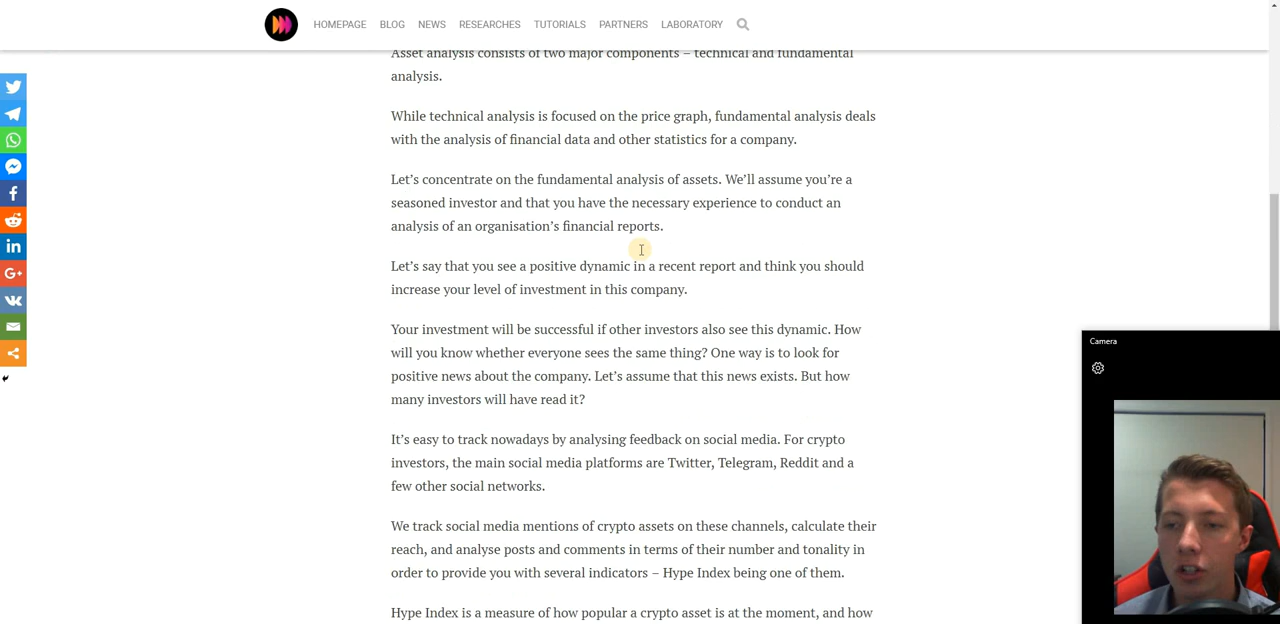 HOMEPAGE BLOG NEWS RESEARCHES TUTORIALS PARTNERS LABORATORY
Asset analysis consists of two major components – technical and fundamental
analysis.
While technical analysis is focused on the price graph, fundamental analysis deals
with the analysis of financial data and other statistics for a company.
Let’s concentrate on the fundamental analysis of assets. We’ll assume you’re a
seasoned investor and that you have the necessary experience to conduct an
analysis of an organisation’s financial reports.
Let’s say that you see a positive dynamic in a recent report and think you should
increase your level of investment in this company.
Your investment will be successful if other investors also see this dynamic. How
will you know whether everyone sees the same thing? One way is to look for
positive news about the company. Let’s assume that this news exists. But how
many investors will have read it?
It’s easy to track nowadays by analysing feedback on social media. For crypto
investors, the main social media platforms are Twitter, Telegram, Reddit and a
few other social networks.
We track social media mentions of crypto assets on these channels, calculate their
reach, and analyse posts and comments in terms of their number and tonality in
order to provide you with several indicators – Hype Index being one of them.
Hype Index is a measure of how popular a crypto asset is at the moment, and how
Camera